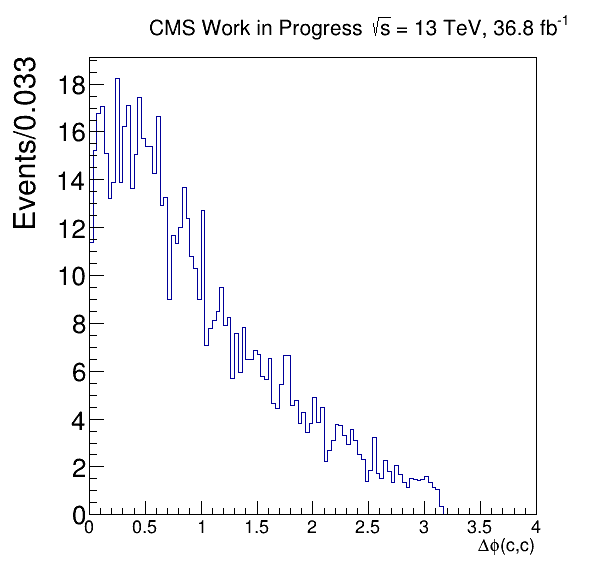 CMS Work in Progress √s = 13 TeV, 36.8 fb⁻¹
Events/0.033
18
16
14
12
10
8
6
4
2
0
0 0.5 1 1.5 2 2.5 3 3.5 4
Δϕ(c,c)